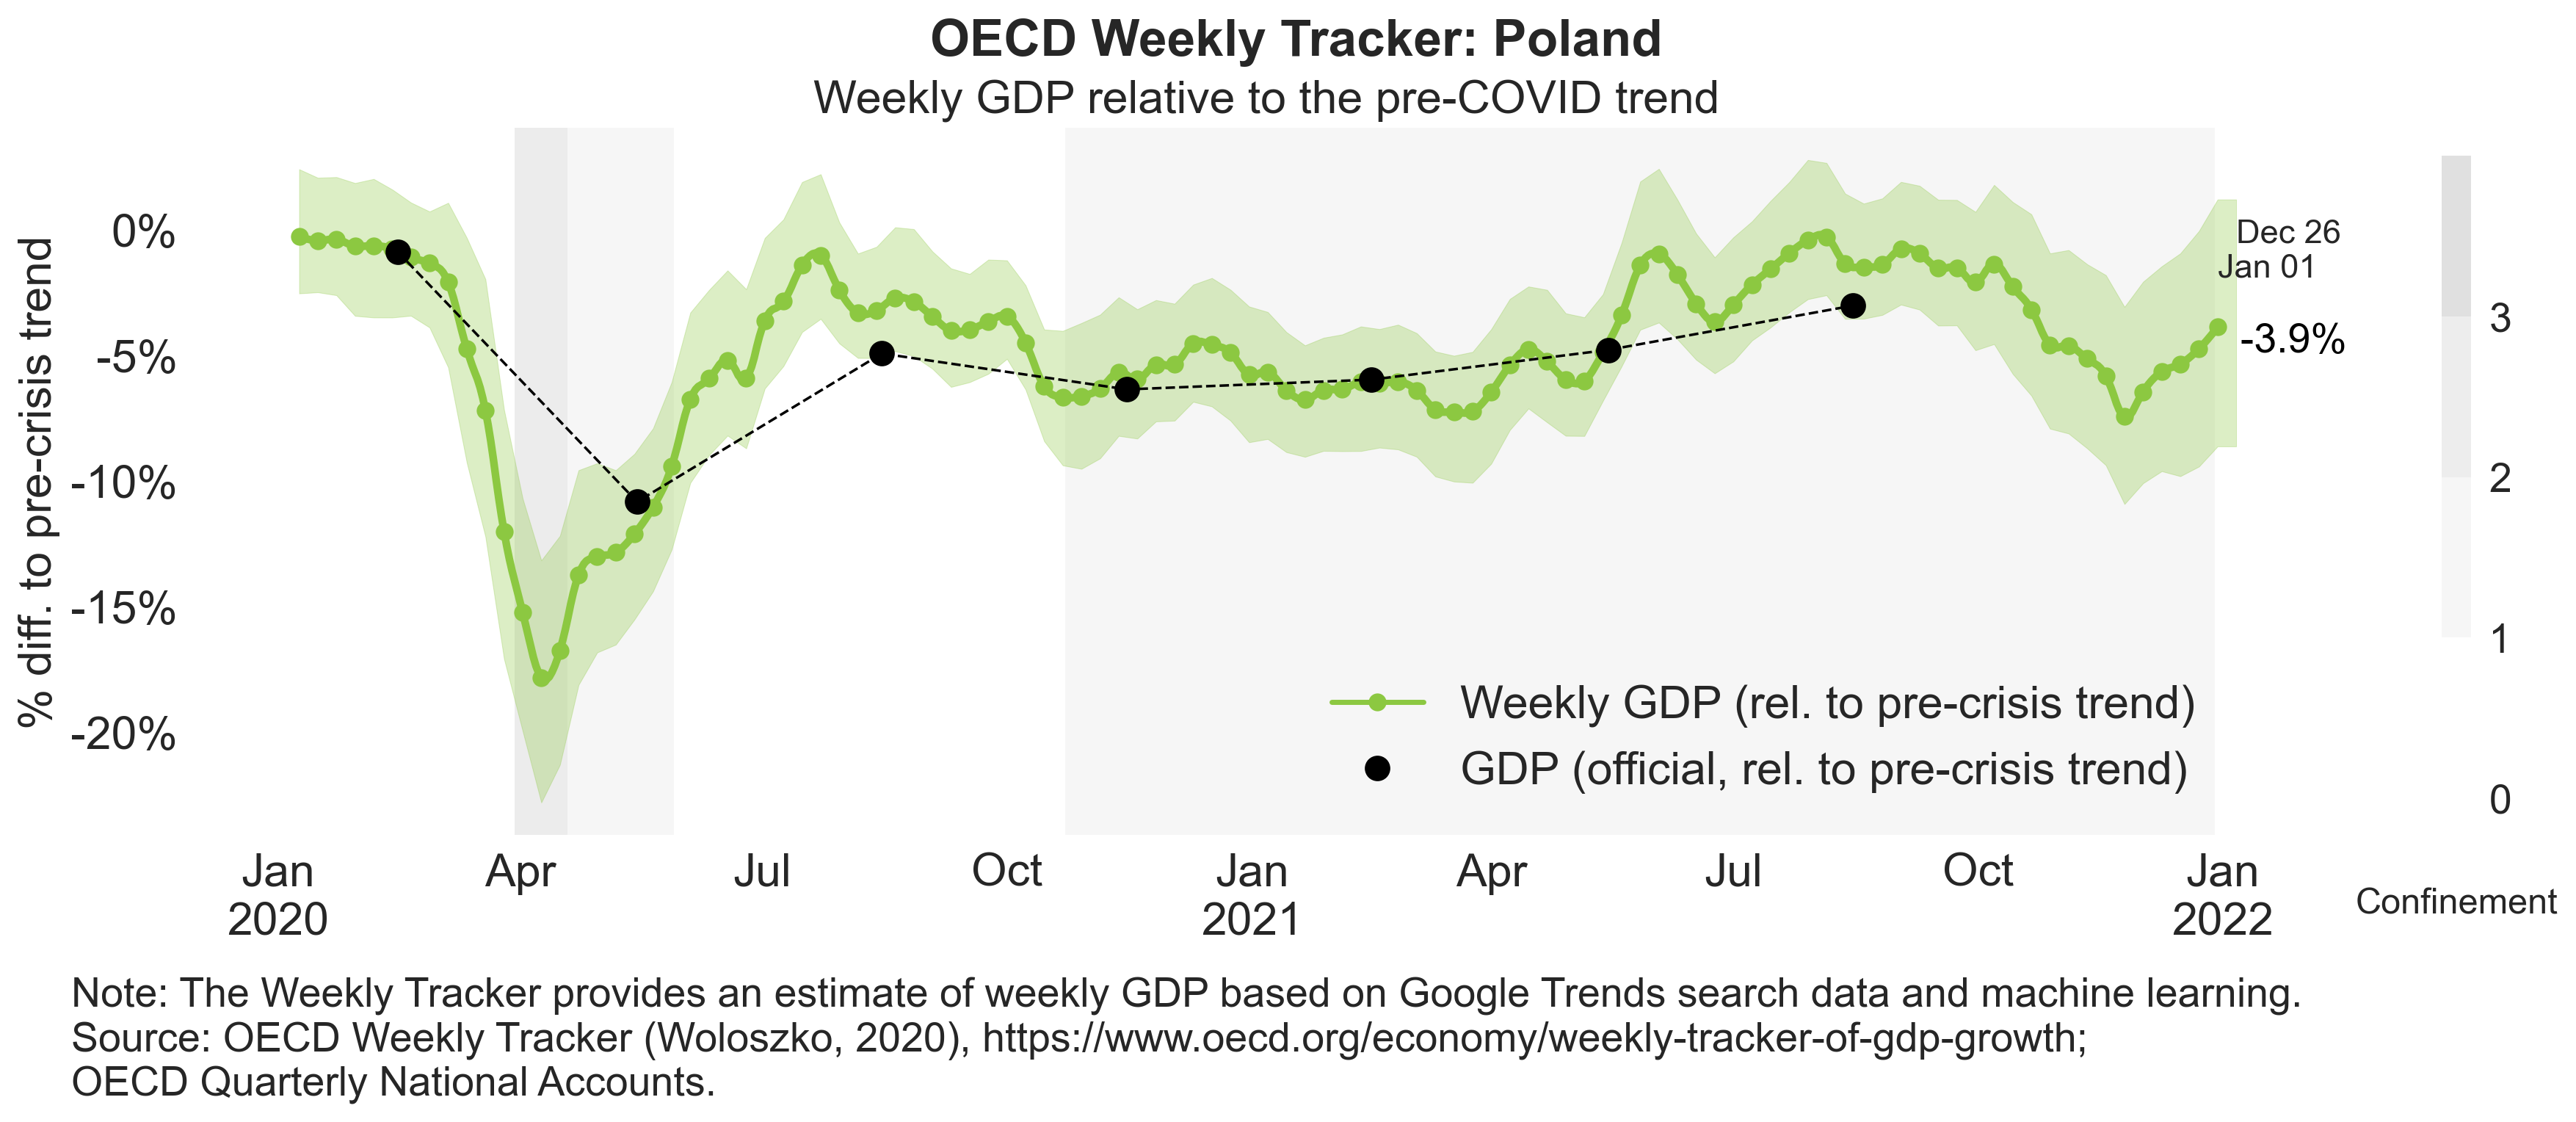 OECD Weekly Tracker: Poland
Weekly GDP relative to the pre-COVID trend
% diff. to pre-crisis trend
0%
-5%
-10%
-15%
-20%
Dec 26
Jan 01
-3.9%
Weekly GDP (rel. to pre-crisis trend)
GDP (official, rel. to pre-crisis trend)
3
2
1
0
Confinement
Jan Apr Jul Oct Jan Apr Jul Oct Jan
2020 2021 2022
Note: The Weekly Tracker provides an estimate of weekly GDP based on Google Trends search data and machine learning.
Source: OECD Weekly Tracker (Woloszko, 2020), https://www.oecd.org/economy/weekly-tracker-of-gdp-growth;
OECD Quarterly National Accounts.